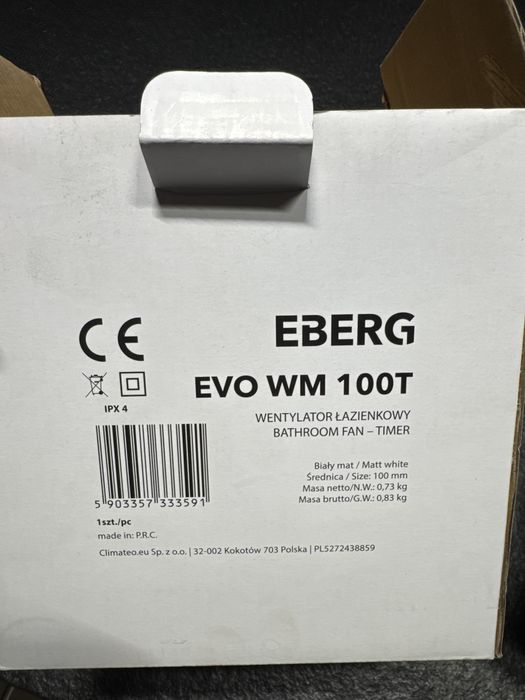 CE
EBERG
EVO WM 100T
IPX 4
WENTYLATOR ŁAZIENKOWY
BATHROOM FAN – TIMER
Biały mat / Matt white
Średnica / Size: 100 mm
Masa netto/N.W.: 0,73 kg
Masa brutto/G.W.: 0,83 kg
5 903357 333591
1szt./pc
made in: P.R.C.
Climateo.eu Sp. z o.o. | 32-002 Kokotów 703 Polska | PL5272438859